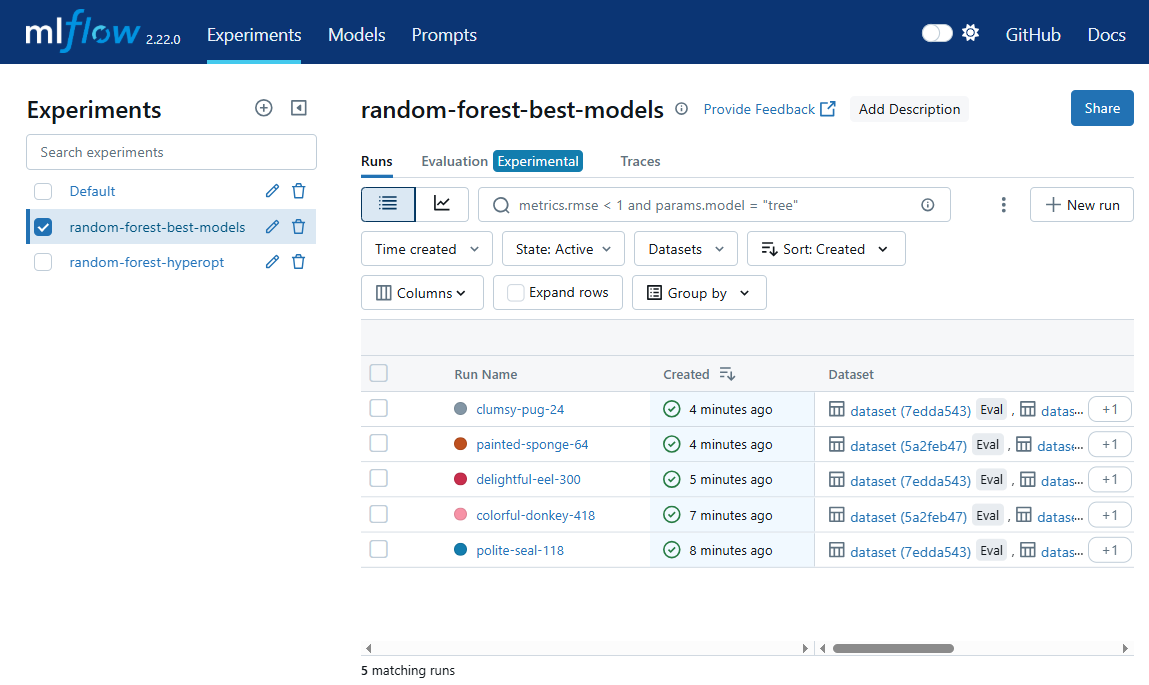 mlflow 2.22.0 Experiments Models Prompts GitHub Docs
Experiments
Search experiments
Default
random-forest-best-models
random-forest-hyperopt
random-forest-best-models Provide Feedback Add Description Share
Runs Evaluation Experimental Traces
metrics.rmse < 1 and params.model = "tree" New run
Time created State: Active Datasets Sort: Created
Columns Expand rows Group by
Run Name Created Dataset
clumsy-pug-24 4 minutes ago dataset (7edda543) Eval , datas... +1
painted-sponge-64 4 minutes ago dataset (5a2feb47) Eval , datas... +1
delightful-eel-300 5 minutes ago dataset (7edda543) Eval , datas... +1
colorful-donkey-418 7 minutes ago dataset (5a2feb47) Eval , datas... +1
polite-seal-118 8 minutes ago dataset (7edda543) Eval , datas... +1
5 matching runs